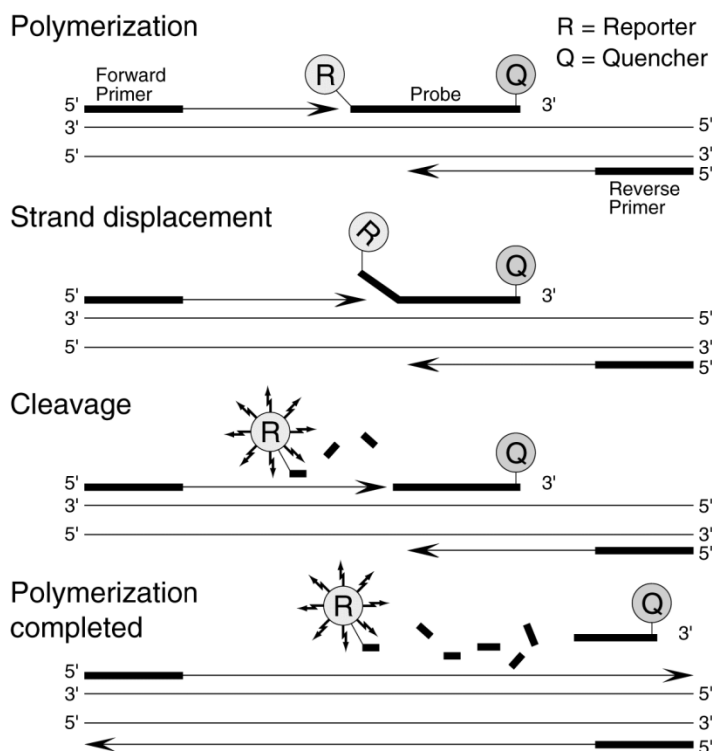 Polymerization
R = Reporter
Q = Quencher
R
Q
Forward
Primer
Probe
5' 3'
3' 5'
5' 3'
5'
Reverse
Primer
Strand displacement
R
Q
5' 3'
3' 5'
5' 3'
5'
Cleavage
R
Q
5' 3'
3' 5'
5' 3'
5'
Polymerization
completed
R
Q
3'
5'
3' 5'
5' 3'
5'